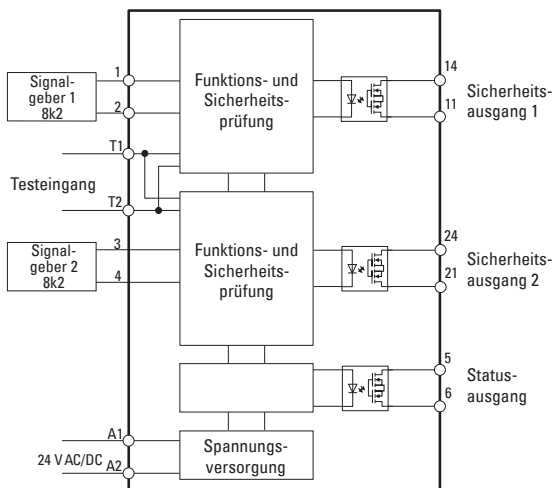 1
Signal-
geber 1
8k2
2
Funktions- und
Sicherheits-
prüfung
14
11
Sicherheits-
ausgang 1
T1
Testeingang
T2
3
Signal-
geber 2
8k2
4
Funktions- und
Sicherheits-
prüfung
24
21
Sicherheits-
ausgang 2
5
6
Status-
ausgang
A1
24 V AC/DC
A2
Spannungs-
versorgung